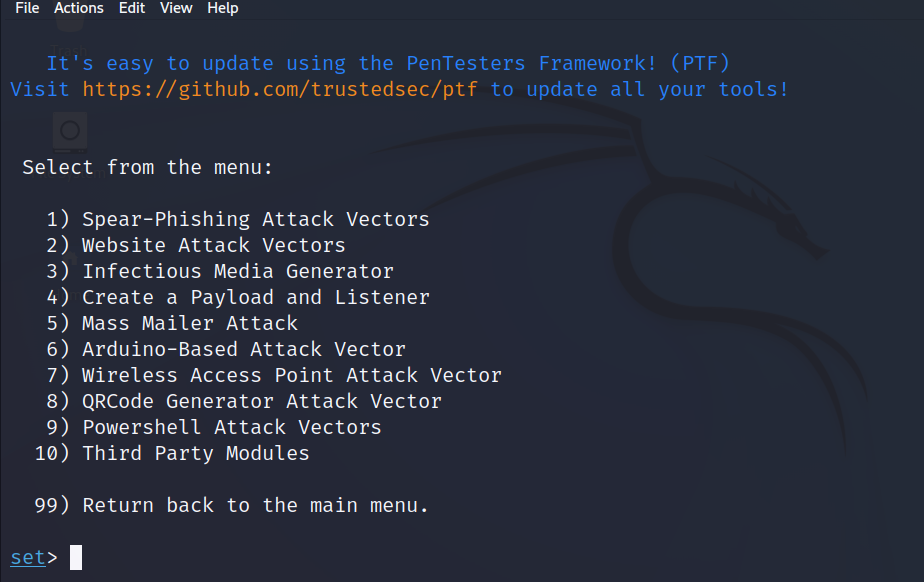 File Actions Edit View Help
It's easy to update using the PenTesters Framework! (PTF)
Visit https://github.com/trustedsec/ptf to update all your tools!
Select from the menu:
1) Spear-Phishing Attack Vectors
2) Website Attack Vectors
3) Infectious Media Generator
4) Create a Payload and Listener
5) Mass Mailer Attack
6) Arduino-Based Attack Vector
7) Wireless Access Point Attack Vector
8) QRCode Generator Attack Vector
9) Powershell Attack Vectors
10) Third Party Modules
99) Return back to the main menu.
set>